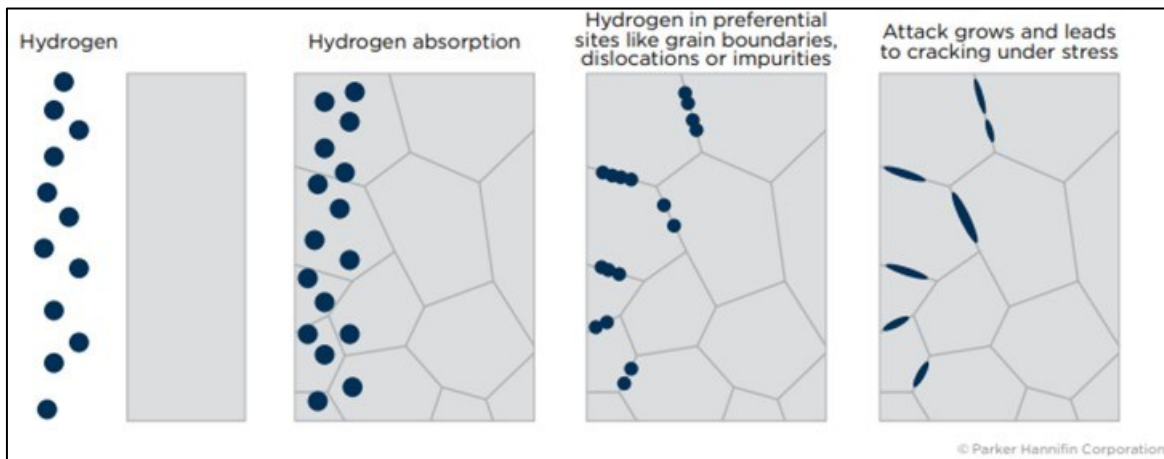 Hydrogen
Hydrogen absorption
Hydrogen in preferential
sites like grain boundaries,
dislocations or impurities
Attack grows and leads
to cracking under stress
© Parker Hannifin Corporation